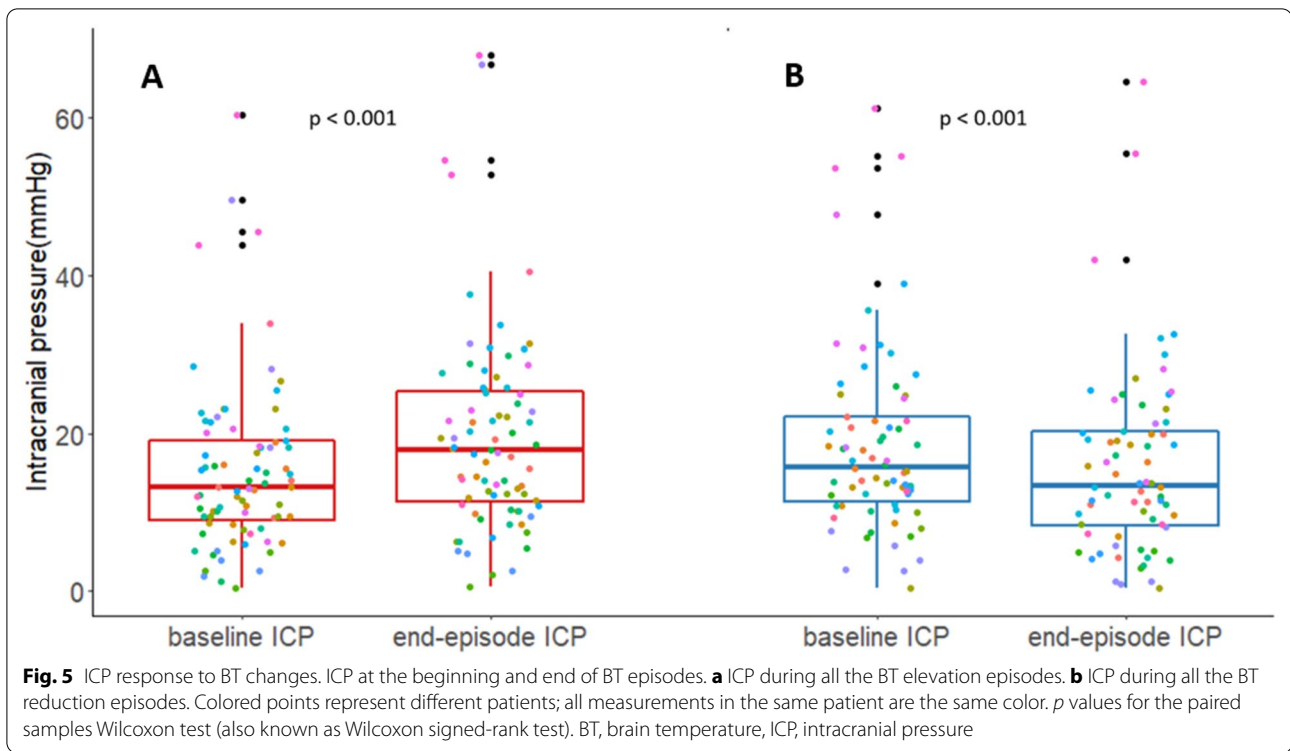 A
B
p < 0.001
p < 0.001
Intracranial pressure(mmHg)
60
40
20
0
baseline ICP
end-episode ICP
baseline ICP
end-episode ICP
Fig. 5 ICP response to BT changes. ICP at the beginning and end of BT episodes. a ICP during all the BT elevation episodes. b ICP during all the BT
reduction episodes. Colored points represent different patients; all measurements in the same patient are the same color. p values for the paired
samples Wilcoxon test (also known as Wilcoxon signed-rank test). BT, brain temperature, ICP, intracranial pressure